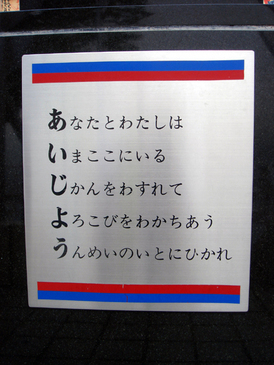 あなたとわたしは
いまここにいる
じかんをわすれて
よろこびをわかちあう
うんめいのいとにひかれ